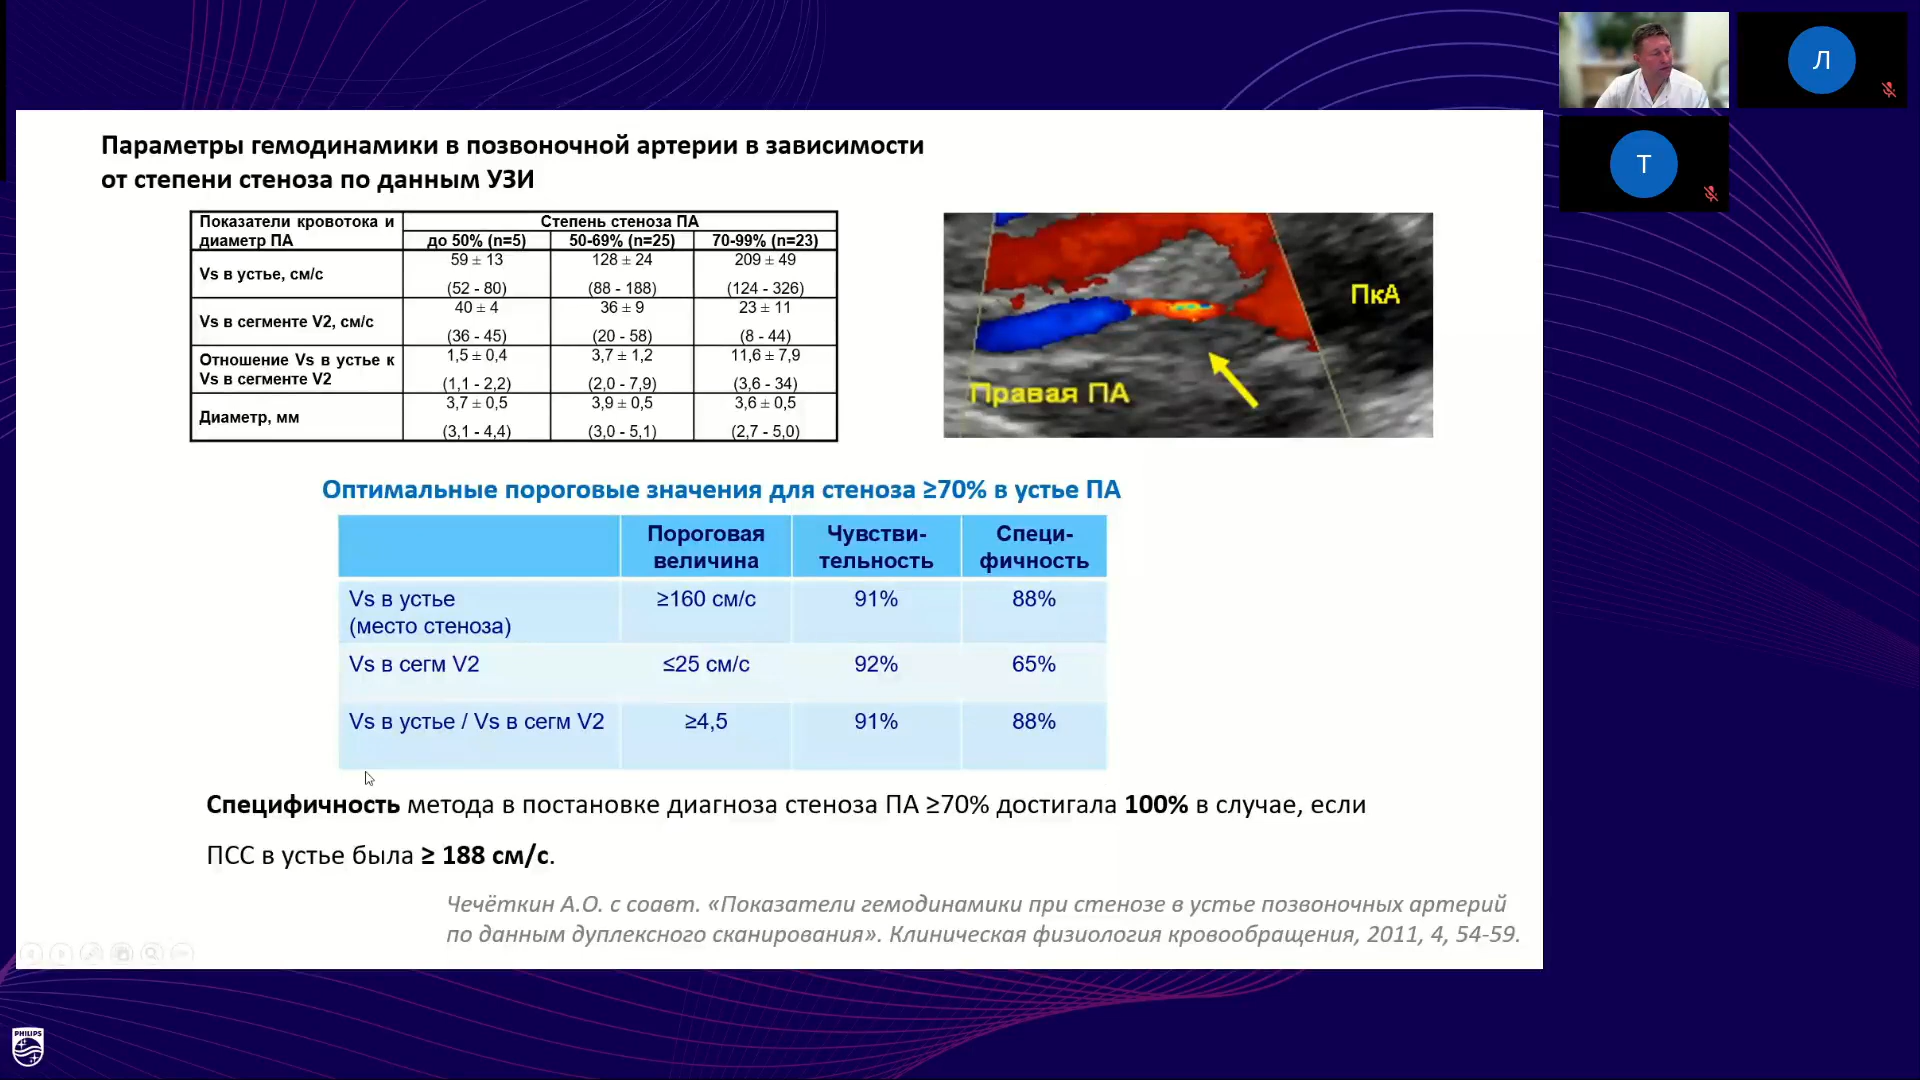 Параметры гемодинамики в позвоночной артерии в зависимости
от степени стеноза по данным УЗИ
Показатели кровотока и диаметр ПА
Степень стеноза ПА
до 50% (n=5) 50-69% (n=25) 70-99% (n=23)
Vs в устье, см/с
59 ± 13 128 ± 24 209 ± 49
(52 - 80) (88 - 188) (124 - 326)
Vs в сегменте V2, см/с
40 ± 4 36 ± 9 23 ± 11
(36 - 45) (20 - 58) (8 - 44)
Отношение Vs в устье к
Vs в сегменте V2
1,5 ± 0,4 3,7 ± 1,2 11,6 ± 7,9
(1,1 - 2,2) (2,0 - 7,9) (3,6 - 34)
Диаметр, мм
3,7 ± 0,5 3,9 ± 0,5 3,6 ± 0,5
(3,1 - 4,4) (3,0 - 5,1) (2,7 - 5,0)
ПкА
Правая ПА
Оптимальные пороговые значения для стеноза ≥70% в устье ПА
Пороговая величина
Чувстви-тельность
Специ-фичность
Vs в устье
(место стеноза)
≥160 см/с 91% 88%
Vs в сегм V2 ≤25 см/с 92% 65%
Vs в устье / Vs в сегм V2 ≥4,5 91% 88%
Специфичность метода в постановке диагноза стеноза ПА ≥70% достигала 100% в случае, если
ПСС в устье была ≥ 188 см/с.
Чечёткин А.О. с соавт. «Показатели гемодинамики при стенозе в устье позвоночных артерий
по данным дуплексного сканирования». Клиническая физиология кровообращения, 2011, 4, 54-59.
Л
Т
PHILIPS